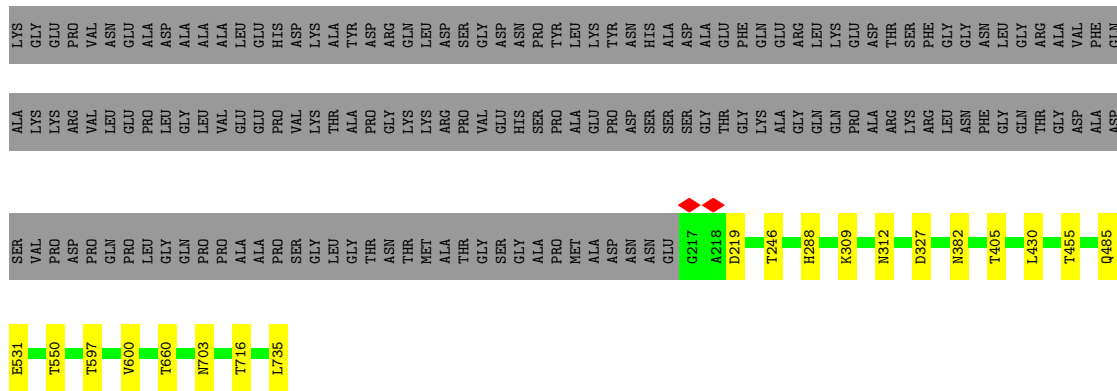 LYS GLY GLU PRO VAL ASN GLU ALA ASP ALA ALA ALA LEU GLU HIS ASP LYS ALA TYR ASP ARG GLN LEU ASP SER GLY ASP ASN PRO TYR LEU LYS TYR ASN HIS ALA ASP ALA GLU PHE GLN GLU ARG LEU LYS GLU ASP THR SER PHE GLY GLY ASN LEU GLY ARG ALA VAL PHE GLN
ALA LYS LYS ARG VAL LEU GLU PRO LEU GLY LEU VAL GLU GLU PRO VAL LYS THR ALA PRO GLY LYS LYS ARG PRO VAL GLU HIS SER PRO ALA GLU PRO ASP SER SER SER GLY THR GLY LYS ALA GLY GLN GLN PRO ALA ARG LYS ARG LEU ASN PHE GLY GLN THR GLY ASP ALA ASP
SER VAL PRO ASP PRO GLN PRO LEU GLY GLN PRO PRO ALA ALA PRO SER GLY LEU GLY THR ASN THR MET ALA THR GLY SER GLY ALA PRO MET ALA ASP ASN ASN GLU G217 A218 D219 T246 H288 K309 N312 D327 N382 T405 L430 T455 Q485
E531 T550 T597 V600 T660 N703 T716 L735